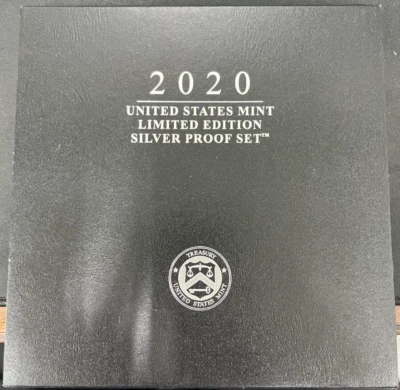 2020
UNITED STATES MINT
LIMITED EDITION
SILVER PROOF SET™
TREASURY
UNITED STATES MINT